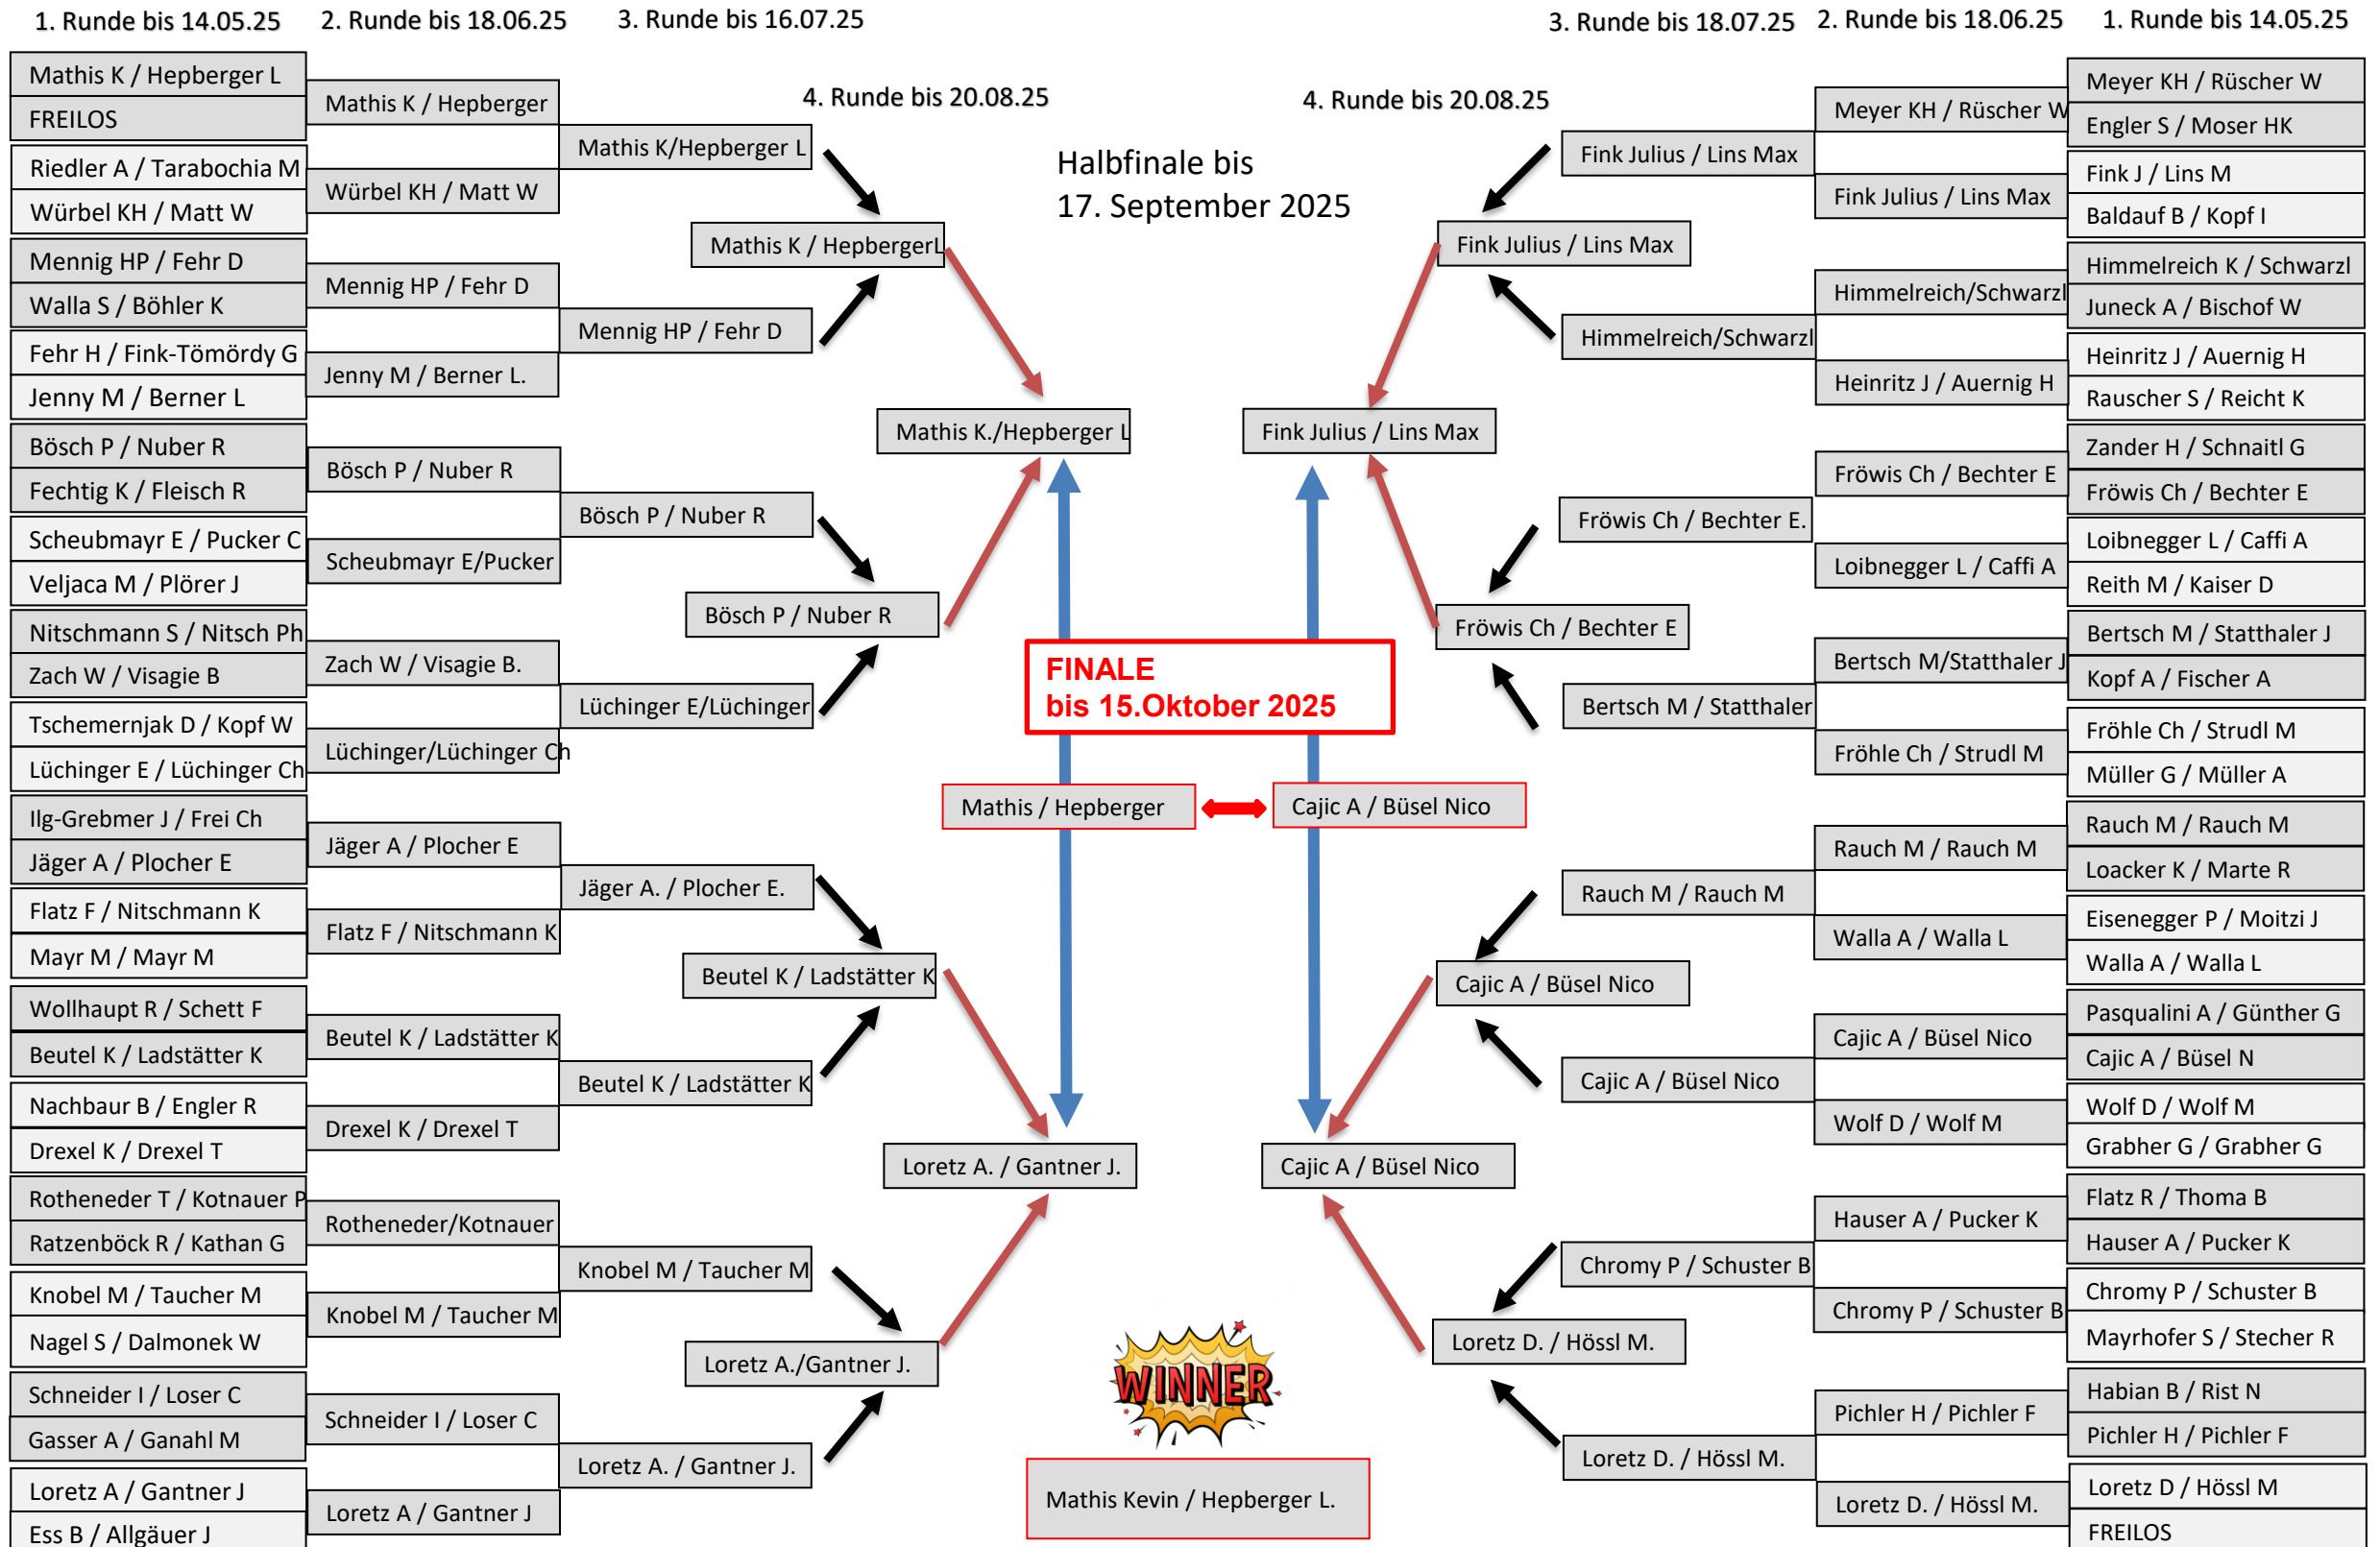 1. Runde bis 14.05.25
2. Runde bis 18.06.25
3. Runde bis 16.07.25
3. Runde bis 18.07.25
2. Runde bis 18.06.25
1. Runde bis 14.05.25
4. Runde bis 20.08.25
4. Runde bis 20.08.25
Halbfinale bis
17. September 2025
Mathis K / Hepberger L
FREILOS
Riedler A / Tarabochia M
Würbel KH / Matt W
Mennig HP / Fehr D
Walla S / Böhler K
Fehr H / Fink-Tömördy G
Jenny M / Berner L
Bösch P / Nuber R
Fechtig K / Fleisch R
Scheubmayr E / Pucker C
Veljaca M / Plörer J
Nitschmann S / Nitsch Ph
Zach W / Visagie B
Tschemernjak D / Kopf W
Lüchinger E / Lüchinger Ch
Ilg-Grebmer J / Frei Ch
Jäger A / Plocher E
Flatz F / Nitschmann K
Mayr M / Mayr M
Wollhaupt R / Schett F
Beutel K / Ladstätter K
Nachbaur B / Engler R
Drexel K / Drexel T
Rotheneder T / Kotnauer P
Ratzenböck R / Kathan G
Knobel M / Taucher M
Nagel S / Dalmonek W
Schneider I / Loser C
Gasser A / Ganahl M
Loretz A / Gantner J
Ess B / Allgäuer J
Mathis K / Hepberger
Würbel KH / Matt W
Mennig HP / Fehr D
Jenny M / Berner L.
Bösch P / Nuber R
Scheubmayr E/Pucker
Zach W / Visagie B.
Lüchinger/Lüchinger Ch
Jäger A / Plocher E
Flatz F / Nitschmann K
Beutel K / Ladstätter K
Drexel K / Drexel T
Rotheneder/Kotnauer
Knobel M / Taucher M
Schneider I / Loser C
Loretz A / Gantner J
Mathis K/Hepberger L
Mennig HP / Fehr D
Bösch P / Nuber R
Lüchinger E/Lüchinger
Jäger A. / Plocher E.
Beutel K / Ladstätter K
Knobel M / Taucher M
Loretz A. / Gantner J.
Mathis K / HepbergerL
Bösch P / Nuber R
Beutel K / Ladstätter K
Loretz A./Gantner J.
Mathis K./Hepberger L
Loretz A. / Gantner J.
FINALE
bis 15.Oktober 2025
Mathis / Hepberger
Cajic A / Büsel Nico
WINNER
Mathis Kevin / Hepberger L.
Fink Julius / Lins Max
Cajic A / Büsel Nico
Fink Julius / Lins Max
Fröwis Ch / Bechter E
Cajic A / Büsel Nico
Loretz D. / Hössl M.
Fink Julius / Lins Max
Himmelreich/Schwarzl
Fröwis Ch / Bechter E.
Bertsch M / Statthaler
Rauch M / Rauch M
Cajic A / Büsel Nico
Chromy P / Schuster B
Loretz D. / Hössl M.
Meyer KH / Rüscher W
Fink Julius / Lins Max
Himmelreich/Schwarzl
Heinritz J / Auernig H
Fröwis Ch / Bechter E
Loibnegger L / Caffi A
Bertsch M/Statthaler J
Fröhle Ch / Strudl M
Rauch M / Rauch M
Walla A / Walla L
Cajic A / Büsel Nico
Wolf D / Wolf M
Hauser A / Pucker K
Chromy P / Schuster B
Pichler H / Pichler F
Loretz D. / Hössl M.
Meyer KH / Rüscher W
Engler S / Moser HK
Fink J / Lins M
Baldauf B / Kopf I
Himmelreich K / Schwarzl
Juneck A / Bischof W
Heinritz J / Auernig H
Rauscher S / Reicht K
Zander H / Schnaitl G
Fröwis Ch / Bechter E
Loibnegger L / Caffi A
Reith M / Kaiser D
Bertsch M / Statthaler J
Kopf A / Fischer A
Fröhle Ch / Strudl M
Müller G / Müller A
Rauch M / Rauch M
Loacker K / Marte R
Eisenegger P / Moitzi J
Walla A / Walla L
Pasqualini A / Günther G
Cajic A / Büsel N
Wolf D / Wolf M
Grabher G / Grabher G
Flatz R / Thoma B
Hauser A / Pucker K
Chromy P / Schuster B
Mayrhofer S / Stecher R
Habian B / Rist N
Pichler H / Pichler F
Loretz D / Hössl M
FREILOS